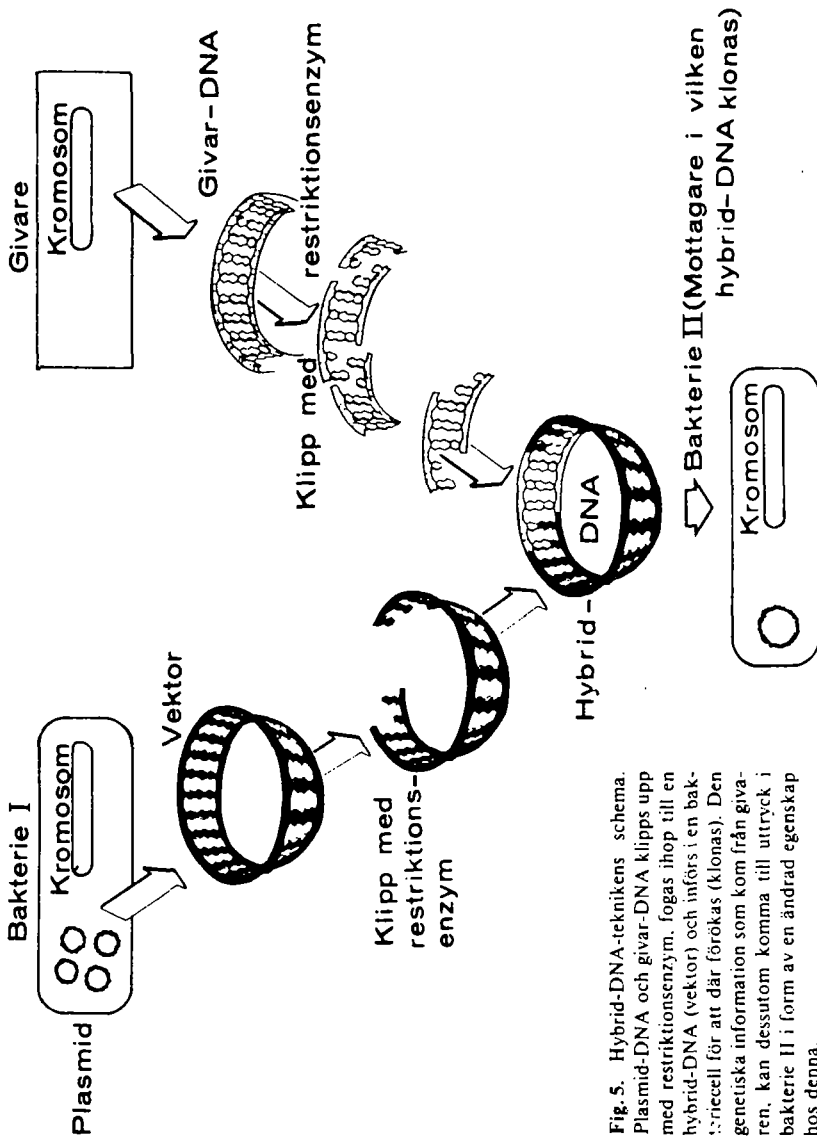 Bakterie I
Plasmid
Kromosom
Vektor
Klipp med
restriktions-
enzym
Givare
Kromosom
Givar-DNA
Klipp med restriktionsenzym
Hybrid-
DNA
Bakterie II (Mottagare i vilken
hybrid-DNA klonas)
Kromosom
Fig. 5. Hybrid-DNA-teknikens schema.
Plasmid-DNA och givar-DNA klipps upp
med restriktionsenzym, fogas ihop till en
hybrid-DNA (vektor) och införs i en bak-
teriecell för att där förökas (klonas). Den
genetiska information som kom från giva-
ren, kan dessutom komma till uttryck i
bakterie II i form av en ändrad egenskap
hos denna.